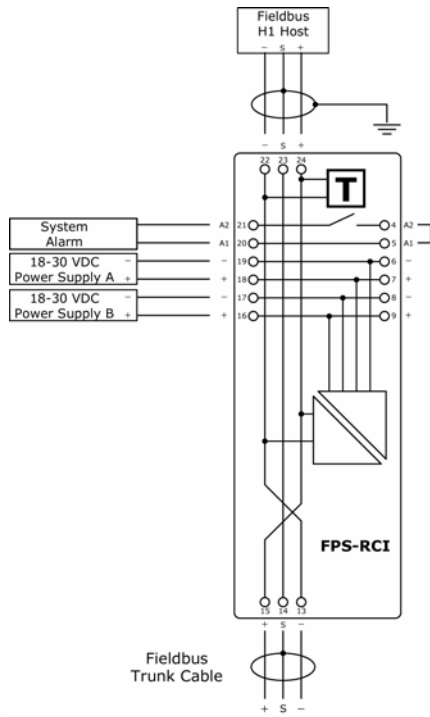 Fieldbus
H1 Host
− S +
− S +
22 23 24
T
System
Alarm
A2 21 4 A2
A1 20 5 A1
18-30 VDC −
Power Supply A +
− 19 6 −
+ 18 7 +
18-30 VDC −
Power Supply B +
− 17 8 −
+ 16 9 +
FPS-RCI
15 14 13
+ S −
Fieldbus
Trunk Cable
+ S −